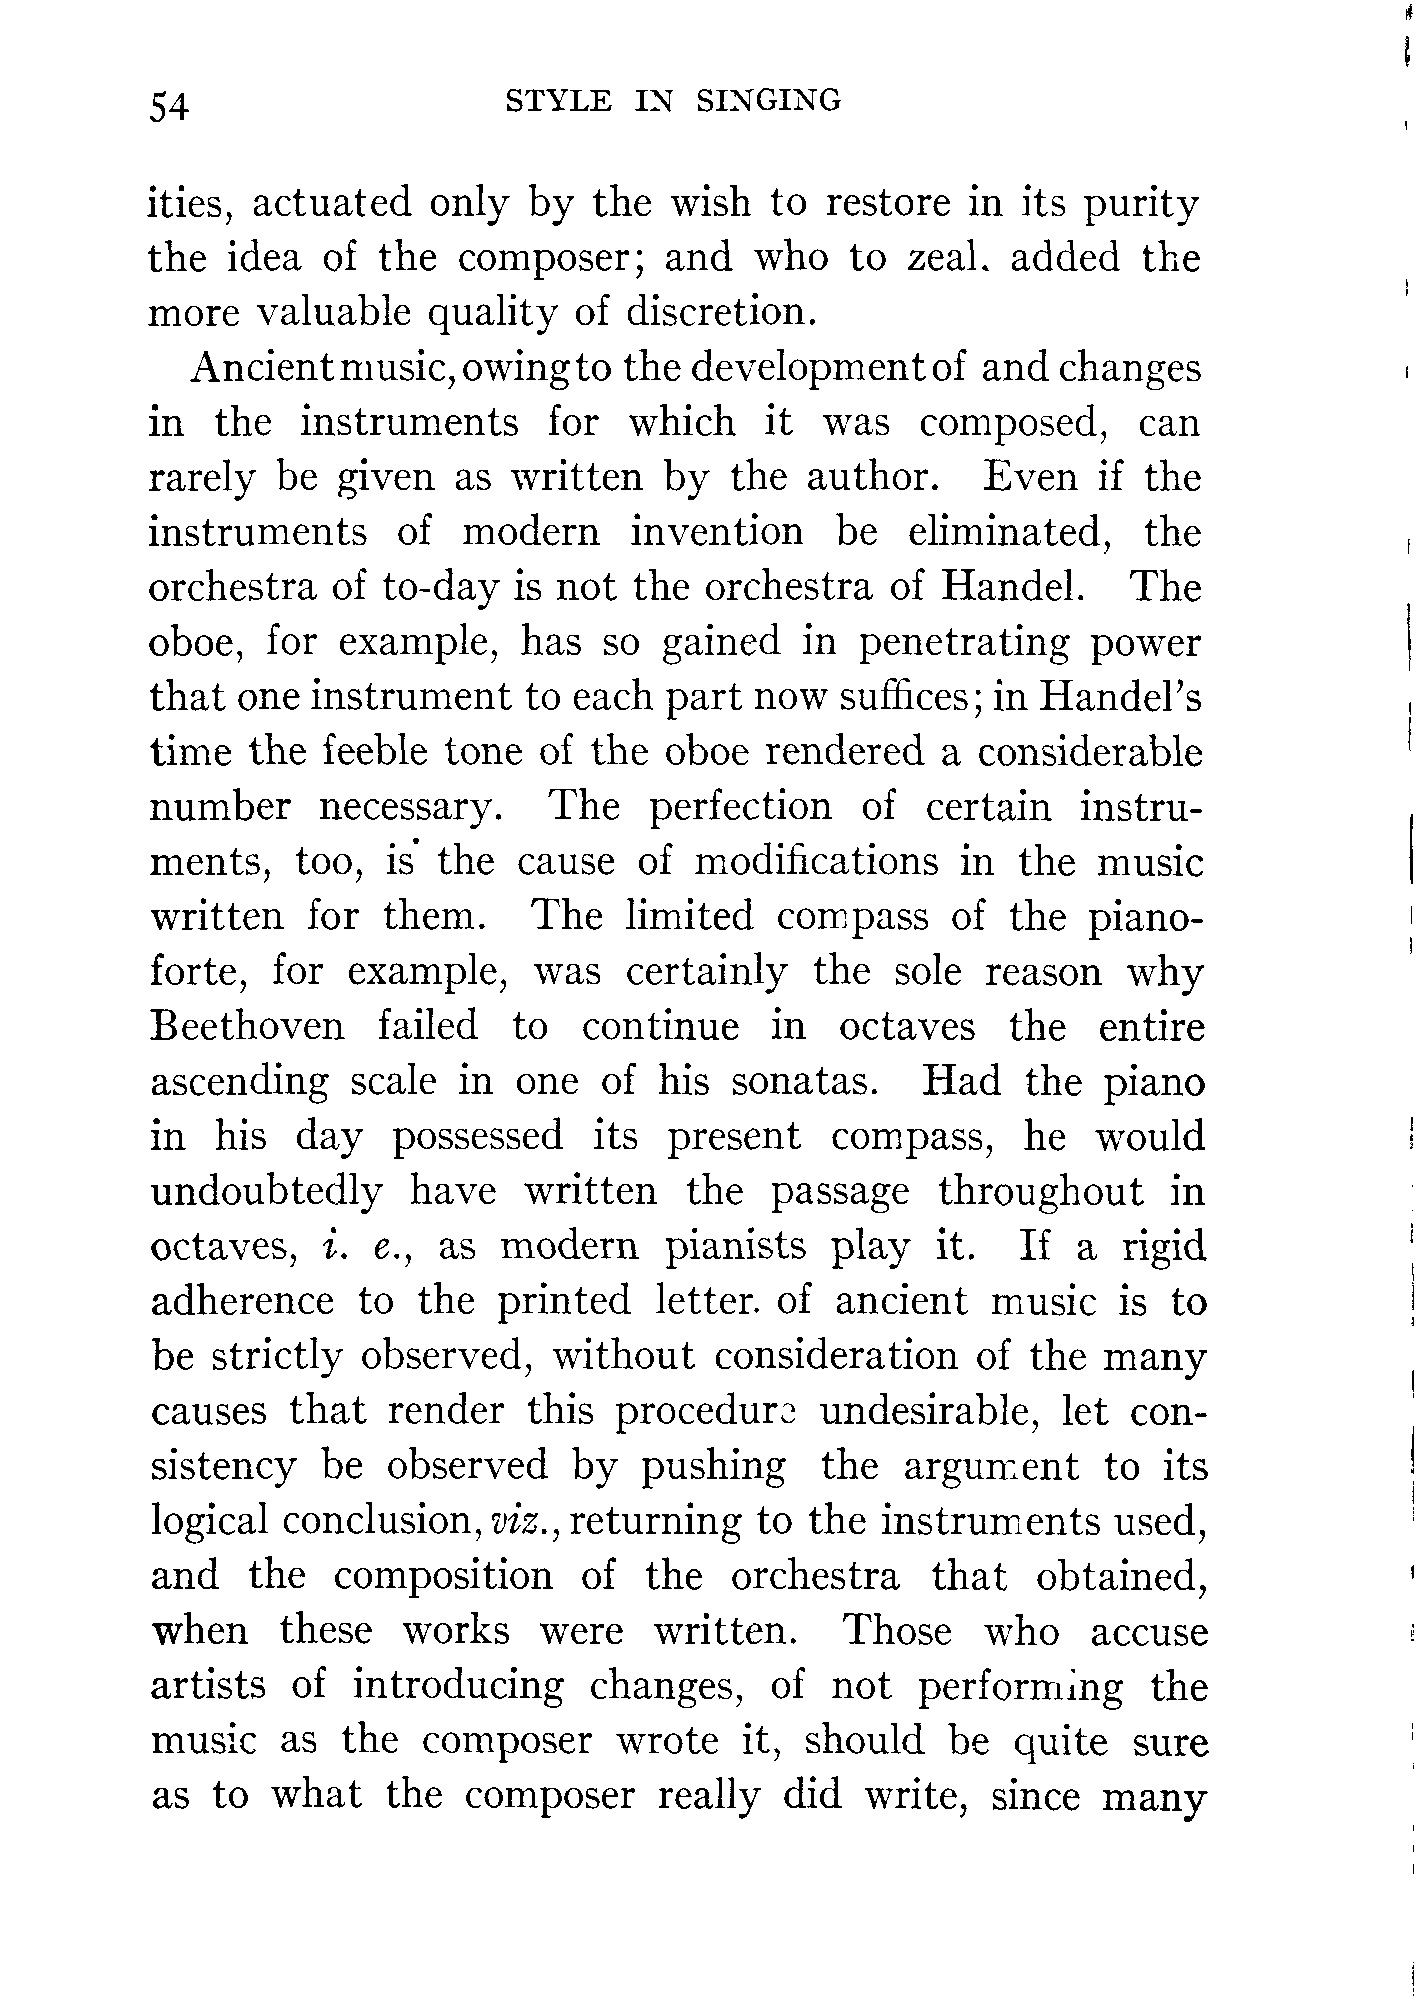 54 STYLE IN SINGING
ities, actuated only by the wish to restore in its purity
the idea of the composer; and who to zeal. added the
more valuable quality of discretion.
Ancient music, owing to the development of and changes
in the instruments for which it was composed, can
rarely be given as written by the author. Even if the
instruments of modern invention be eliminated, the
orchestra of to-day is not the orchestra of Handel. The
oboe, for example, has so gained in penetrating power
that one instrument to each part now suffices; in Handel's
time the feeble tone of the oboe rendered a considerable
number necessary. The perfection of certain instru-
ments, too, is the cause of modifications in the music
written for them. The limited compass of the piano-
forte, for example, was certainly the sole reason why
Beethoven failed to continue in octaves the entire
ascending scale in one of his sonatas. Had the piano
in his day possessed its present compass, he would
undoubtedly have written the passage throughout in
octaves, i. e., as modern pianists play it. If a rigid
adherence to the printed letter. of ancient music is to
be strictly observed, without consideration of the many
causes that render this procedure undesirable, let con-
sistency be observed by pushing the argument to its
logical conclusion, viz., returning to the instruments used,
and the composition of the orchestra that obtained,
when these works were written. Those who accuse
artists of introducing changes, of not performing the
music as the composer wrote it, should be quite sure
as to what the composer really did write, since many